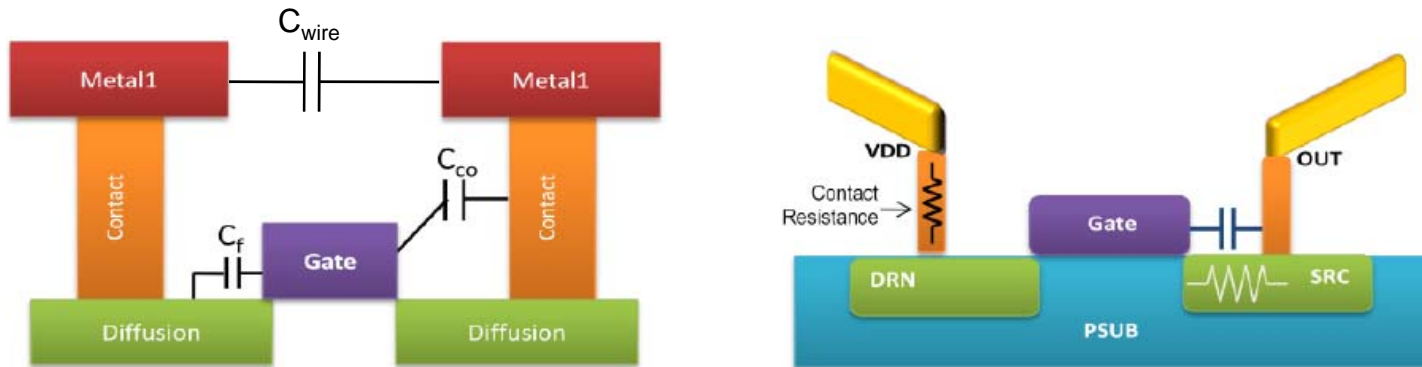 C_wire
Metal1
Metal1
Contact
C_co
Contact
C_f
Gate
Diffusion
Diffusion
VDD
OUT
Contact
Resistance
Gate
DRN
SRC
PSUB